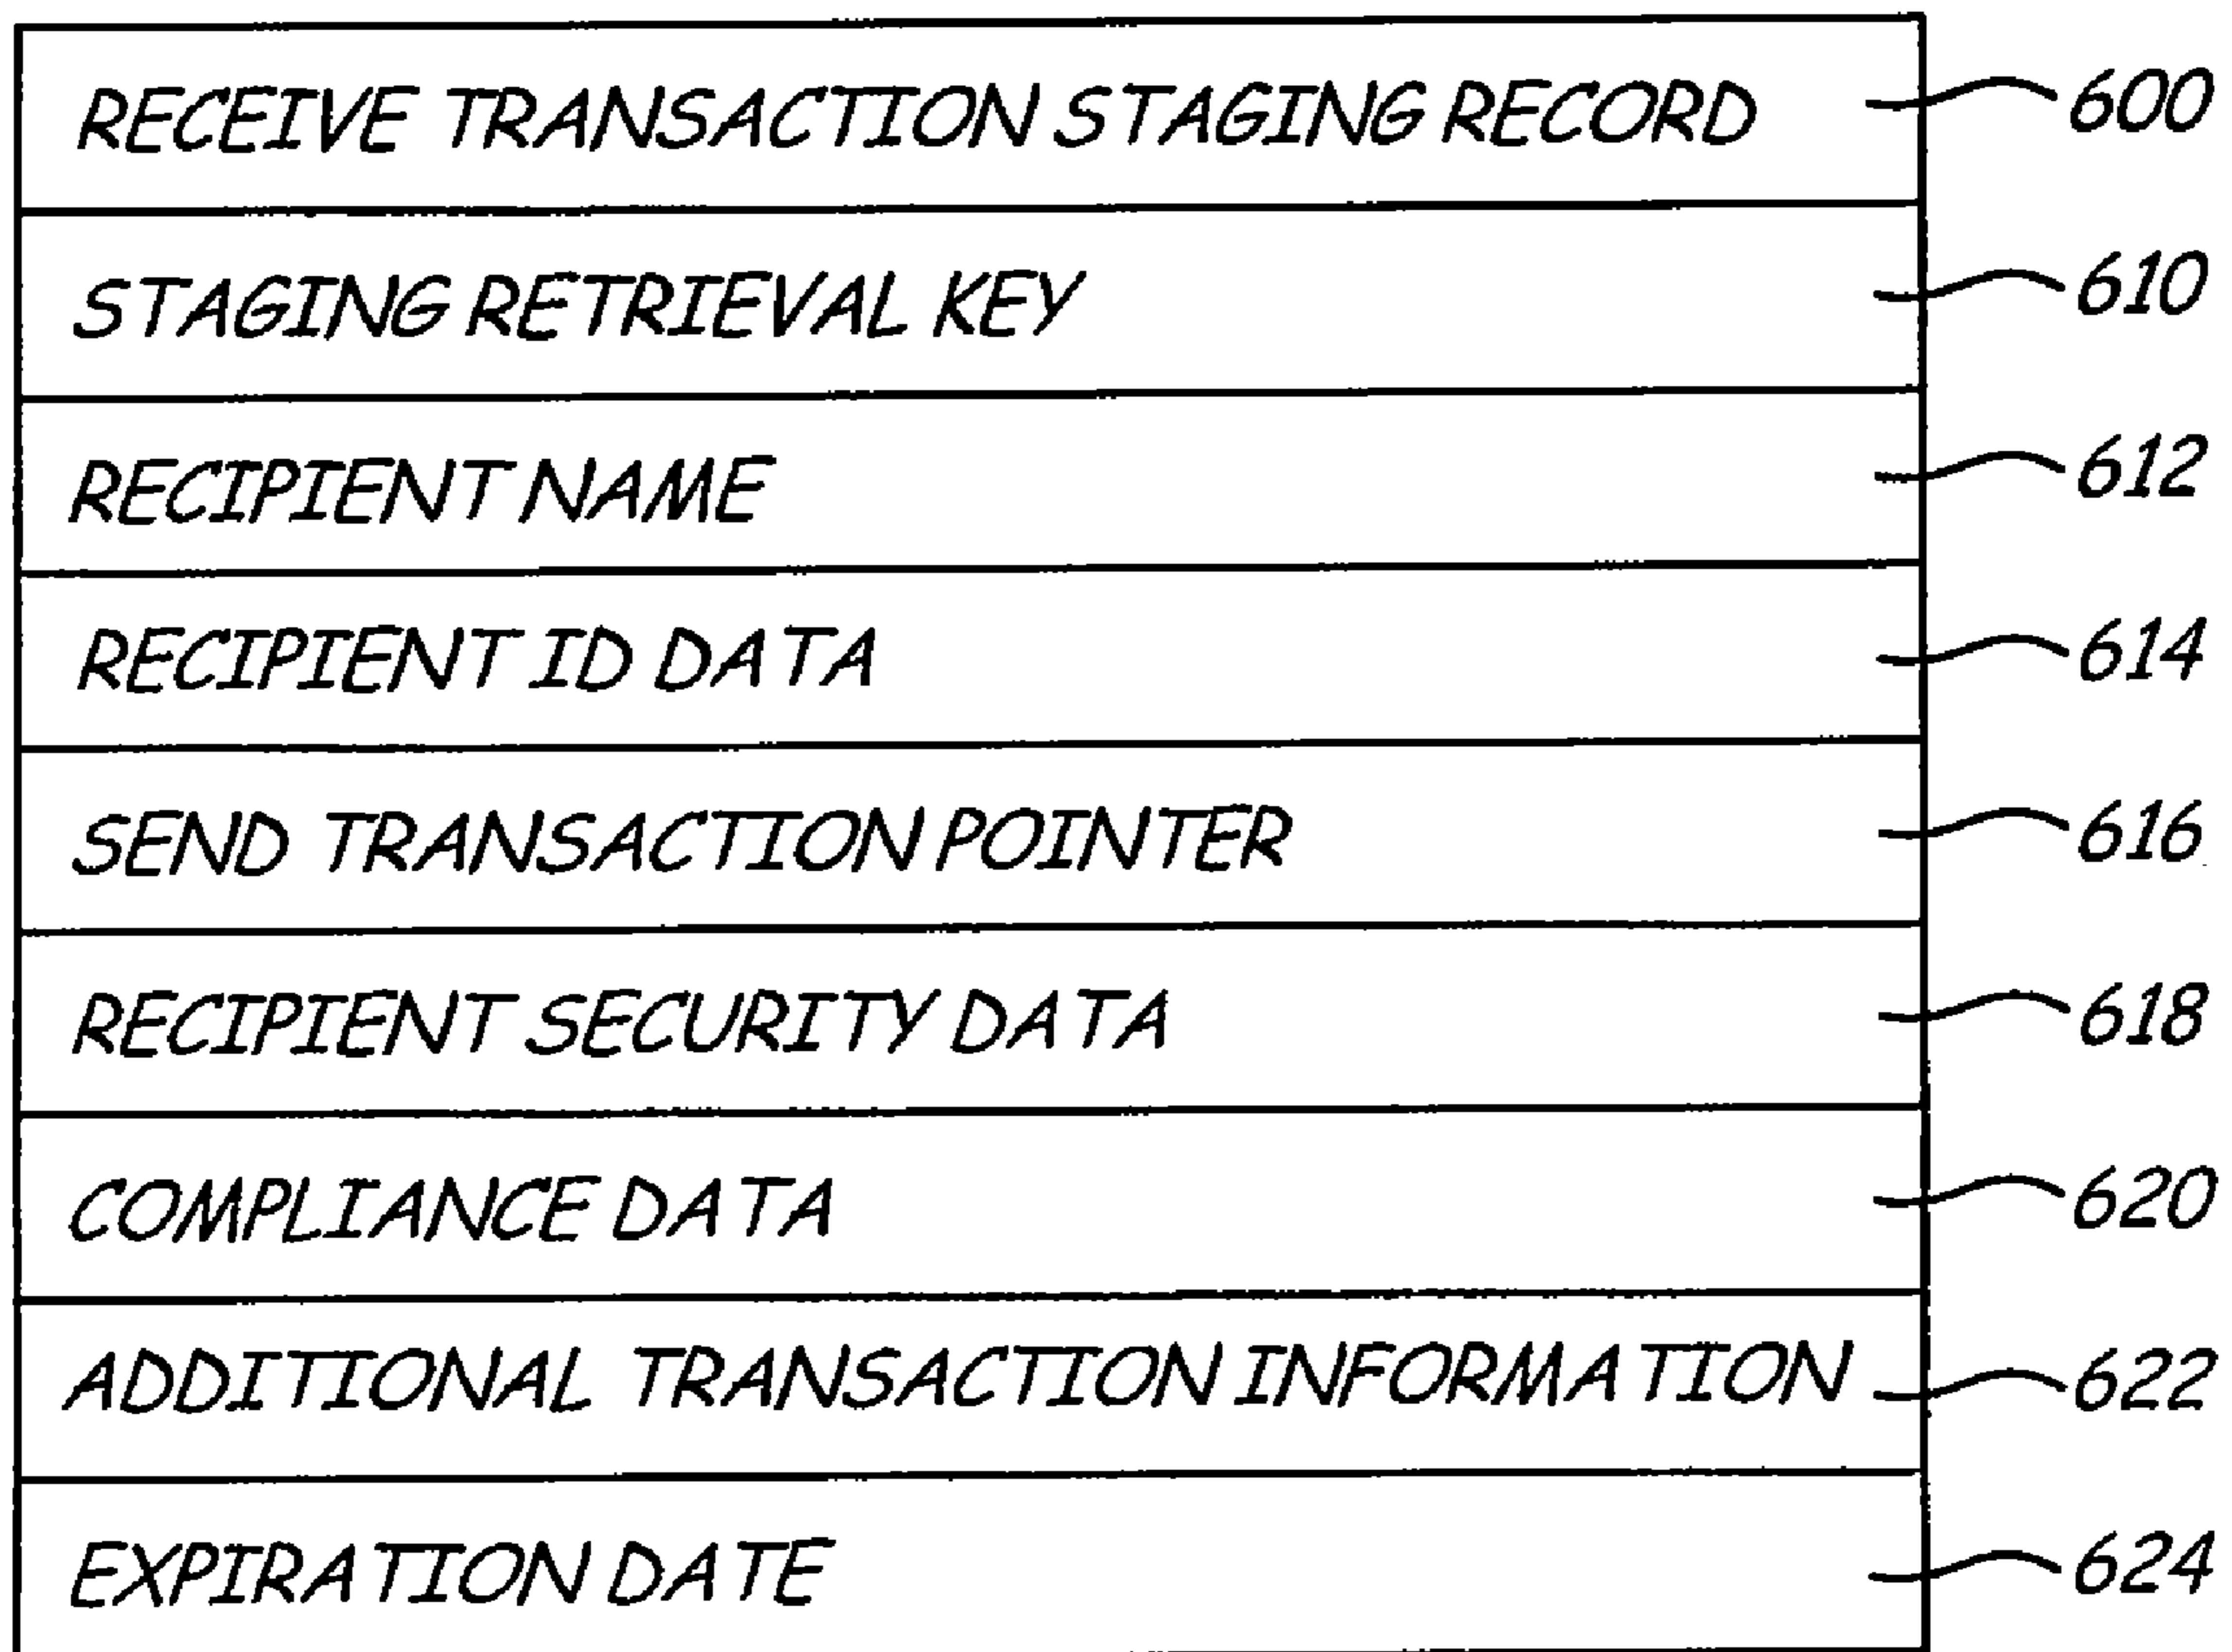 RECEIVE TRANSACTION STAGING RECORD 600
STAGING RETRIEVAL KEY 610
RECIPIENT NAME 612
RECIPIENT ID DATA 614
SEND TRANSACTION POINTER 616
RECIPIENT SECURITY DATA 618
COMPLIANCE DATA 620
ADDITIONAL TRANSACTION INFORMATION 622
EXPIRATION DATE 624